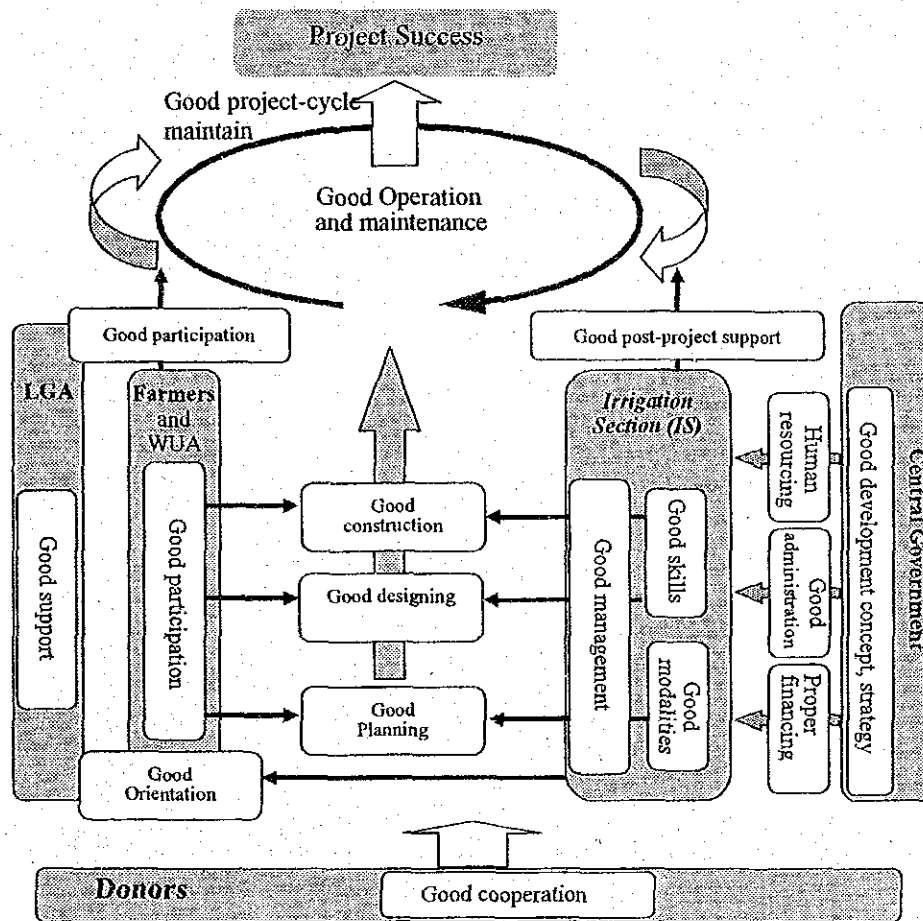 Project Success
Good project-cycle
maintain
Good Operation
and maintenance
Good participation
Good post-project support
LGA
Good support
Farmers
and
WUA
Good participation
Good
construction
Good designing
Good
Planning
Good
Orientation
Irrigation
Section (IS)
Good management
Good skills
Good
modalities
Human
resourcing
Good
administration
Proper
financing
Good development concept, strategy
Central Government
Donors
Good cooperation